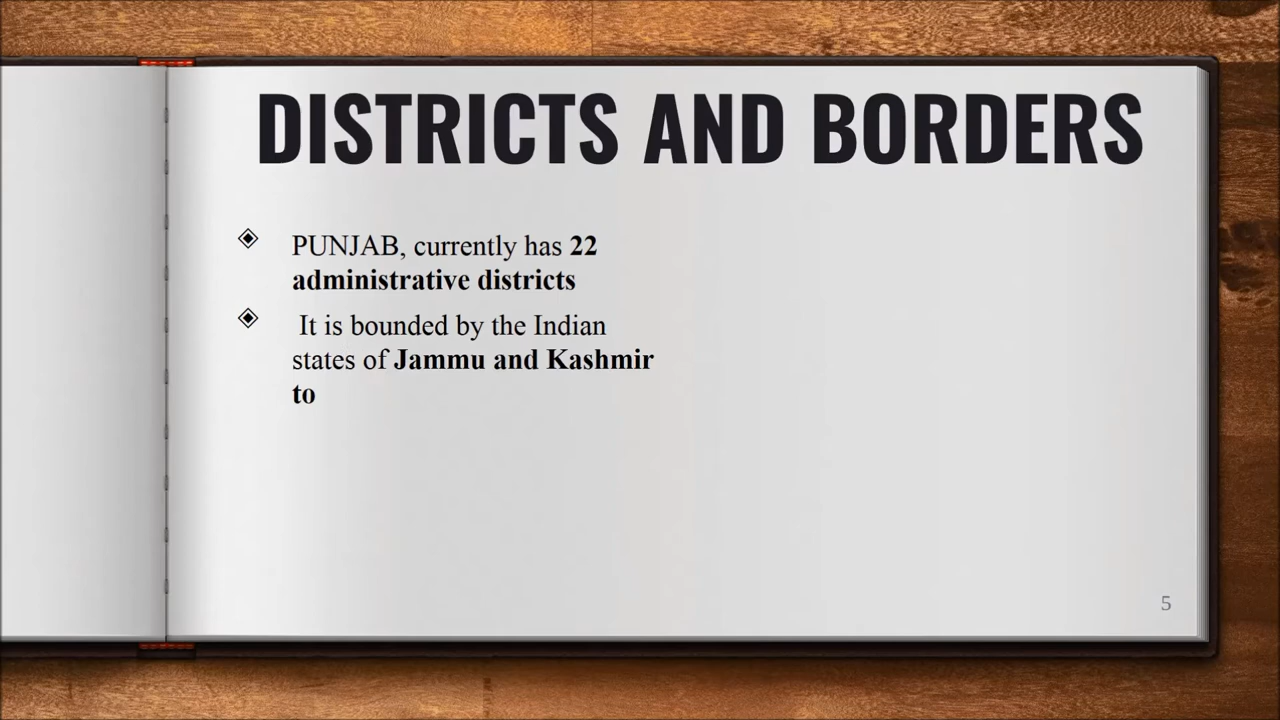 DISTRICTS AND BORDERS
PUNJAB, currently has 22
administrative districts
It is bounded by the Indian
states of Jammu and Kashmir
to
5